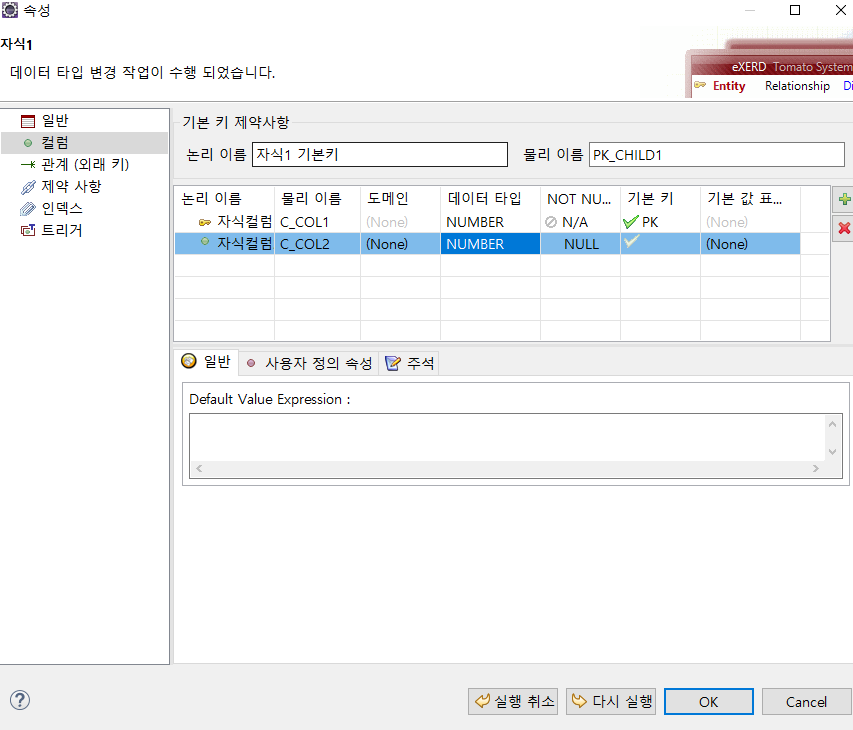 속성
자식1
데이터 타입 변경 작업이 수행 되었습니다.
eXERD Tomato System
Entity Relationship Di
일반
컬럼
관계 (외래 키)
제약 사항
인덱스
트리거
기본 키 제약사항
논리 이름 자식1 기본키 물리 이름 PK_CHILD1
논리 이름 물리 이름 도메인 데이터 타입 NOT NU... 기본 키 기본 값 표...
자식컬럼 C_COL1 (None) NUMBER N/A PK (None)
자식컬럼 C_COL2 (None) NUMBER NULL (None)
일반 사용자 정의 속성 주석
Default Value Expression :
실행 취소 다시 실행 OK Cancel